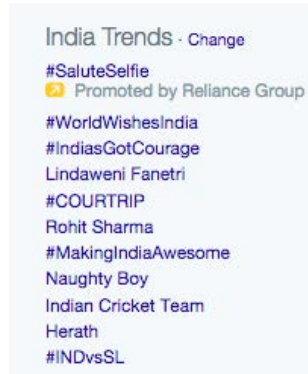 India Trends · Change
#SaluteSelfie
Promoted by Reliance Group
#WorldWishesIndia
#IndiasGotCourage
Lindaweni Fanetri
#COURTRIP
Rohit Sharma
#MakingIndiaAwesome
Naughty Boy
Indian Cricket Team
Herath
#INDvsSL